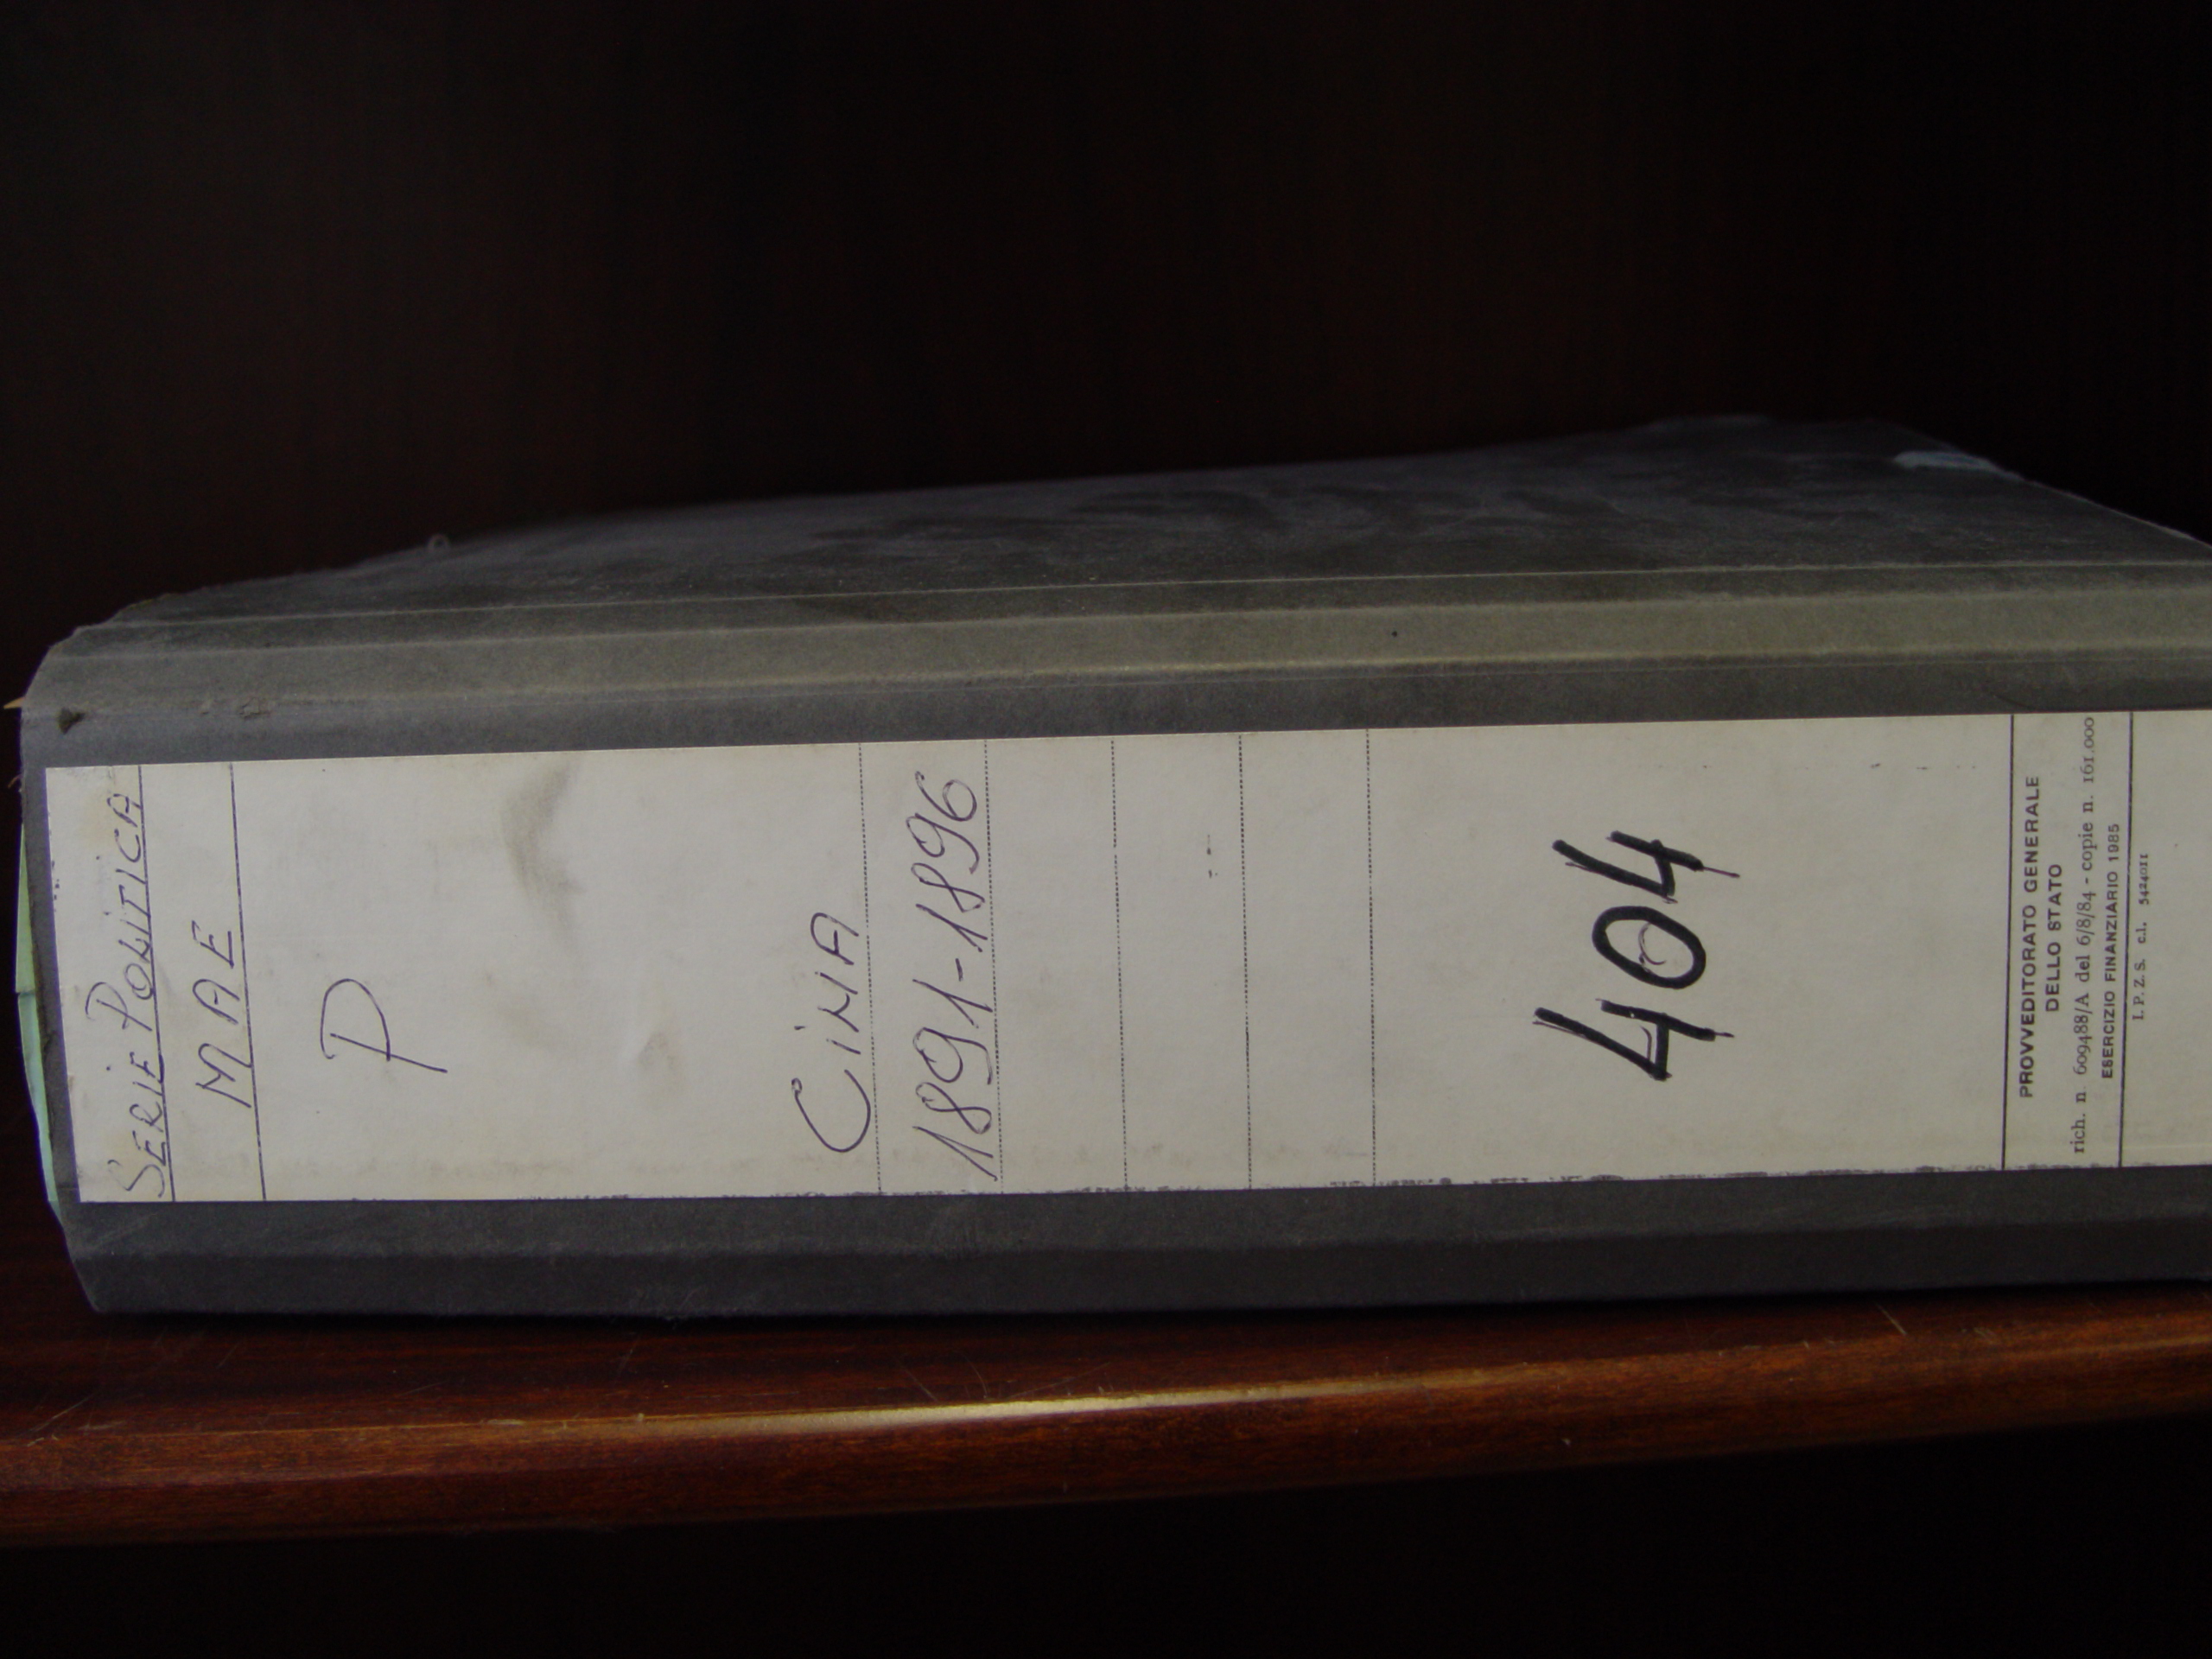 SERIE POLITICA
MAE
P
CiNA
1891-1896
404
PROVVEDITORATO GENERALE
DELLO STATO
rich. n. 609488/A del 6/8/84 - copie n. 161.000
ESERCIZIO FINANZIARIO 1985
I. P. Z. S. c.l. 542401I